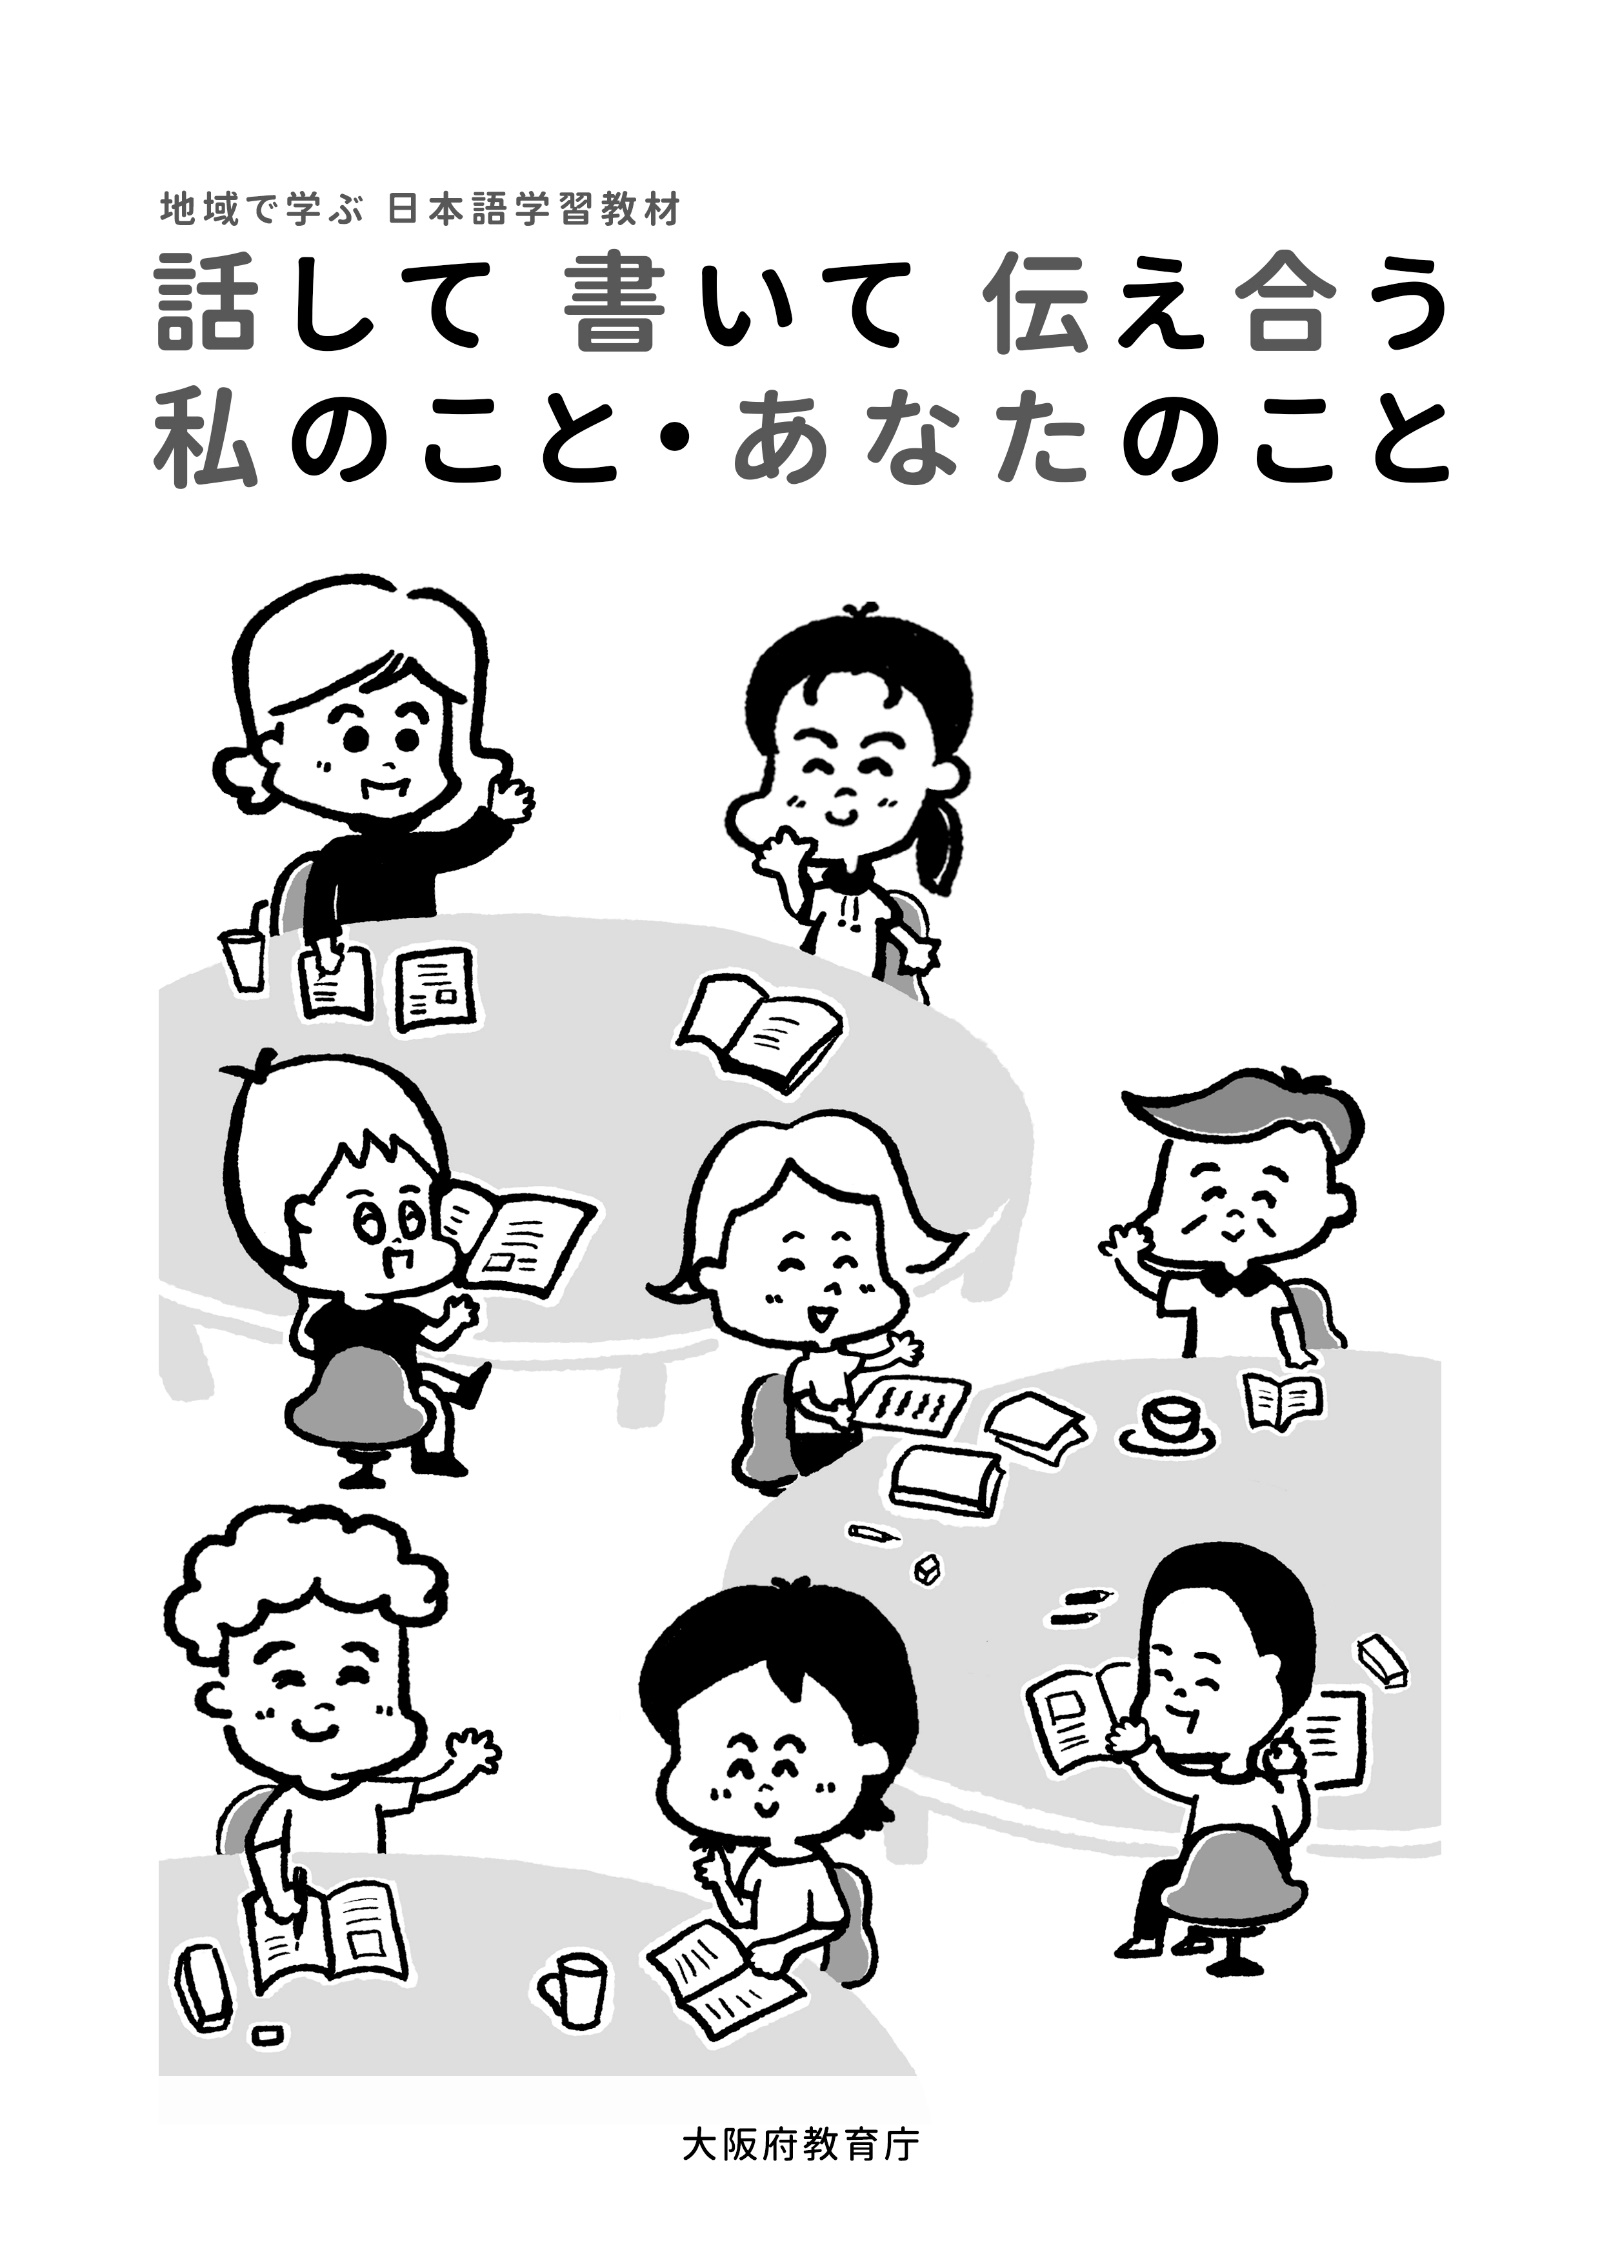 地域で学ぶ 日本語学習教材
話して 書いて 伝え合う
私のこと・あなたのこと
大阪府教育庁